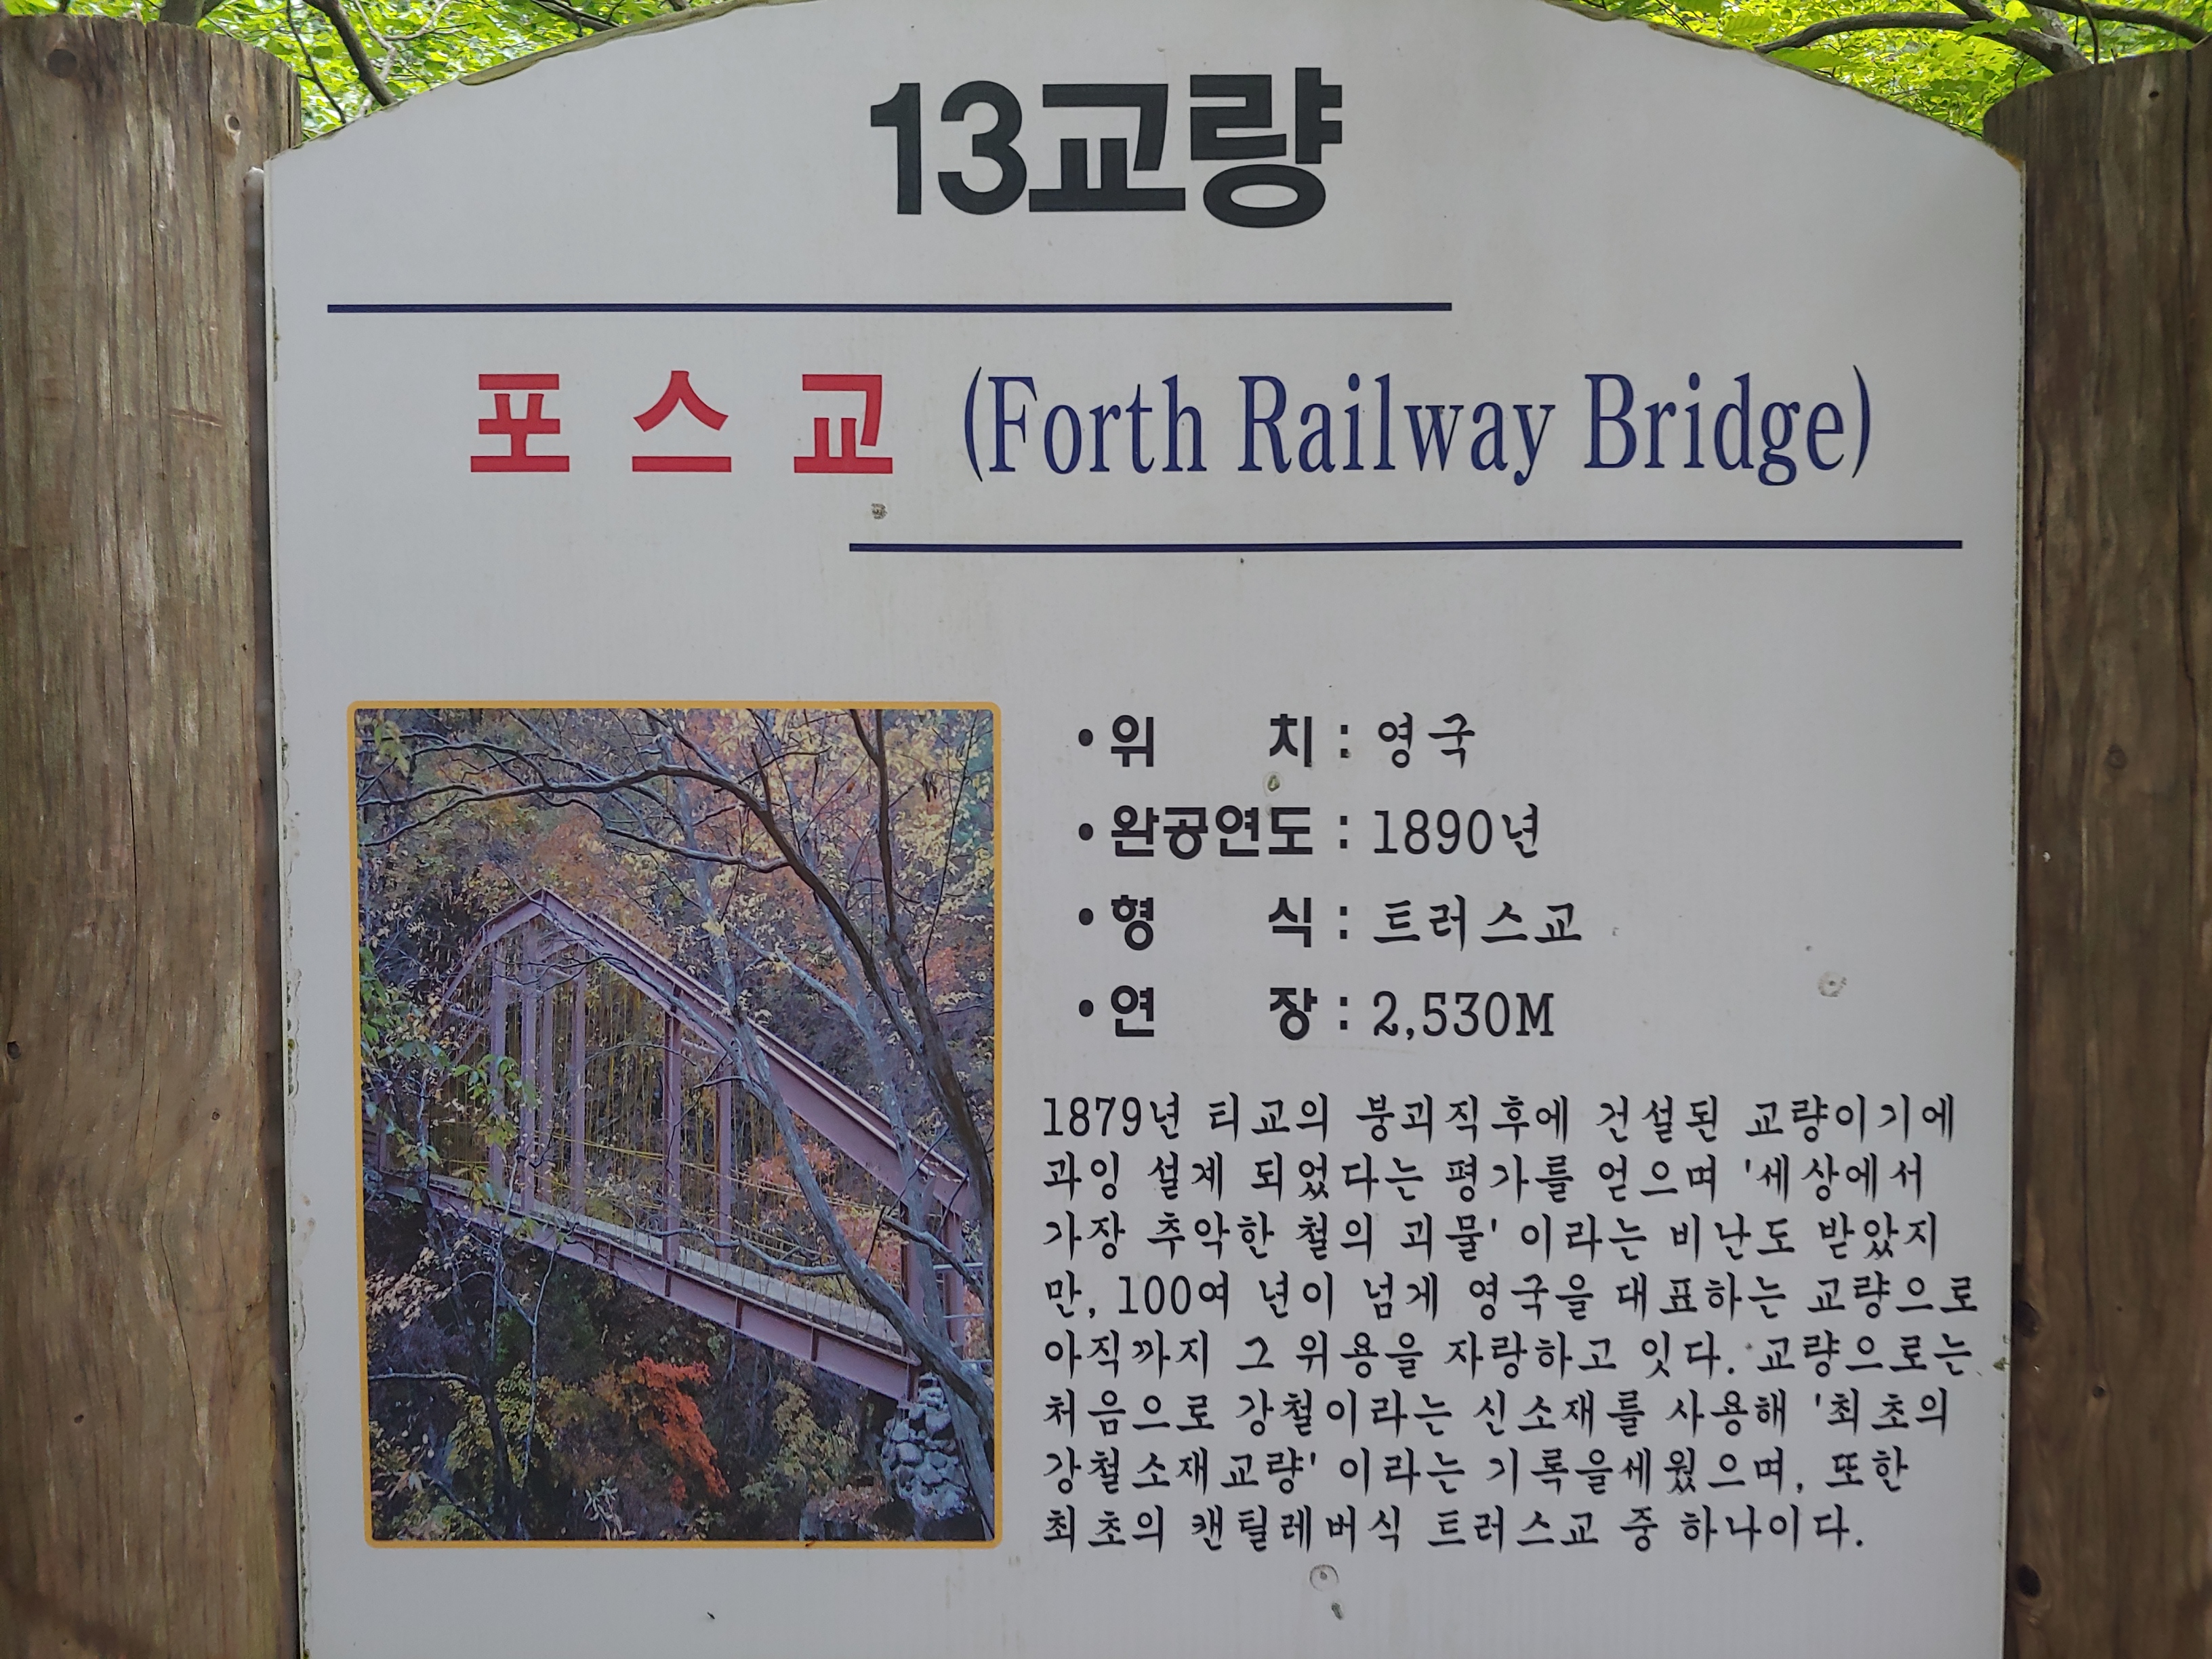 13교량
포 스 교 (Forth Railway Bridge)
• 위 치 : 영국
• 완공연도 : 1890년
• 형 식 : 트러스교
• 연 장 : 2,530M
1879년 티교의 붕괴직후에 건설된 교량이기에
과잉 설계 되었다는 평가를 얻으며 '세상에서
가장 추악한 철의 괴물' 이라는 비난도 받았지
만, 100여 년이 넘게 영국을 대표하는 교량으로
아직까지 그 위용을 자랑하고 잇다. 교량으로는
처음으로 강철이라는 신소재를 사용해 '최초의
강철소재교량' 이라는 기록을세웠으며, 또한
최초의 캔틸레버식 트러스교 중 하나이다.